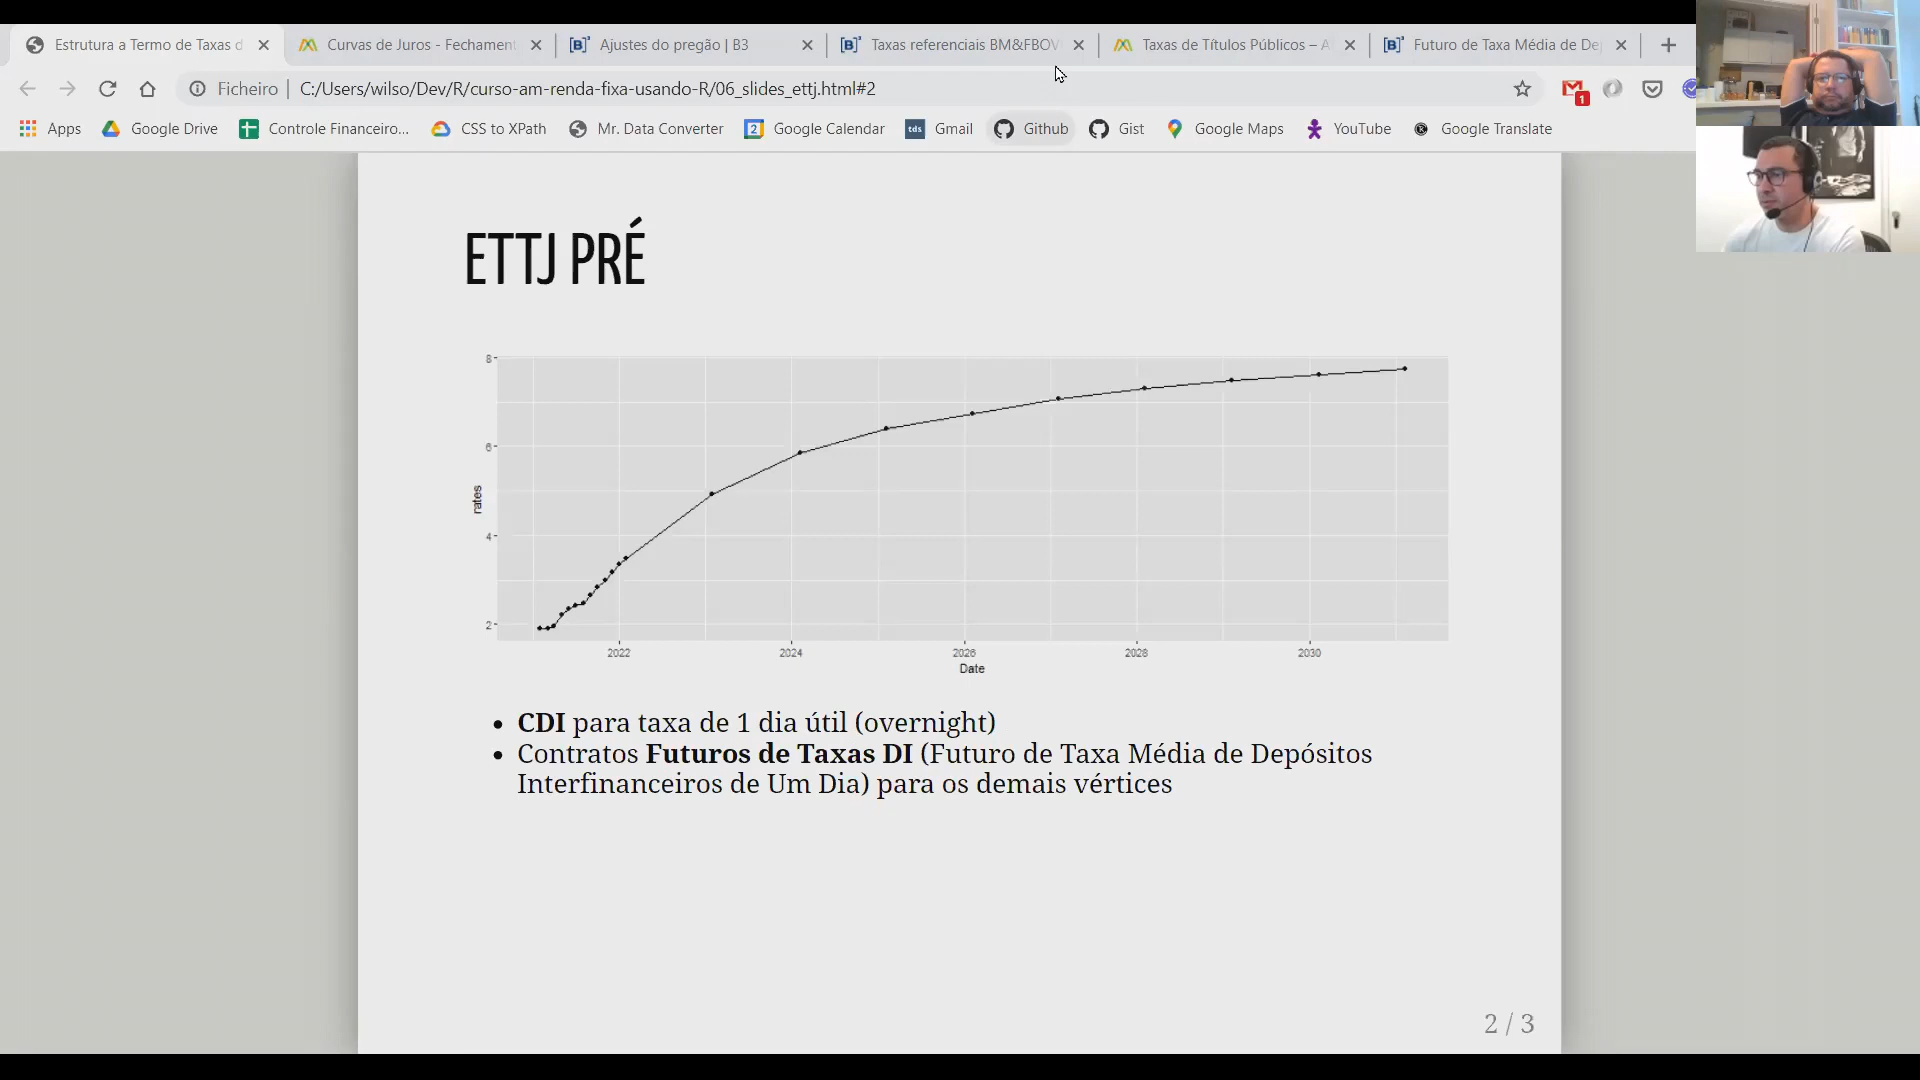 Estrutura a Termo de Taxas d
Curvas de Juros - Fechament
Ajustes do pregão | B3
Taxas referenciais BM&FBOV
Taxas de Títulos Públicos – A
Futuro de Taxa Média de De
Ficheiro
C:/Users/wilso/Dev/R/curso-am-renda-fixa-usando-R/06_slides_ettj.html#2
1
Apps
Google Drive
Controle Financeiro...
CSS to XPath
Mr. Data Converter
2 Google Calendar
tds Gmail
Github
Gist
Google Maps
YouTube
Google Translate
ETTJ PRÉ
8
6
4
2
rates
2022 2024 2026 2028 2030
Date
• CDI para taxa de 1 dia útil (overnight)
• Contratos Futuros de Taxas DI (Futuro de Taxa Média de Depósitos
Interfinanceiros de Um Dia) para os demais vértices
2 / 3